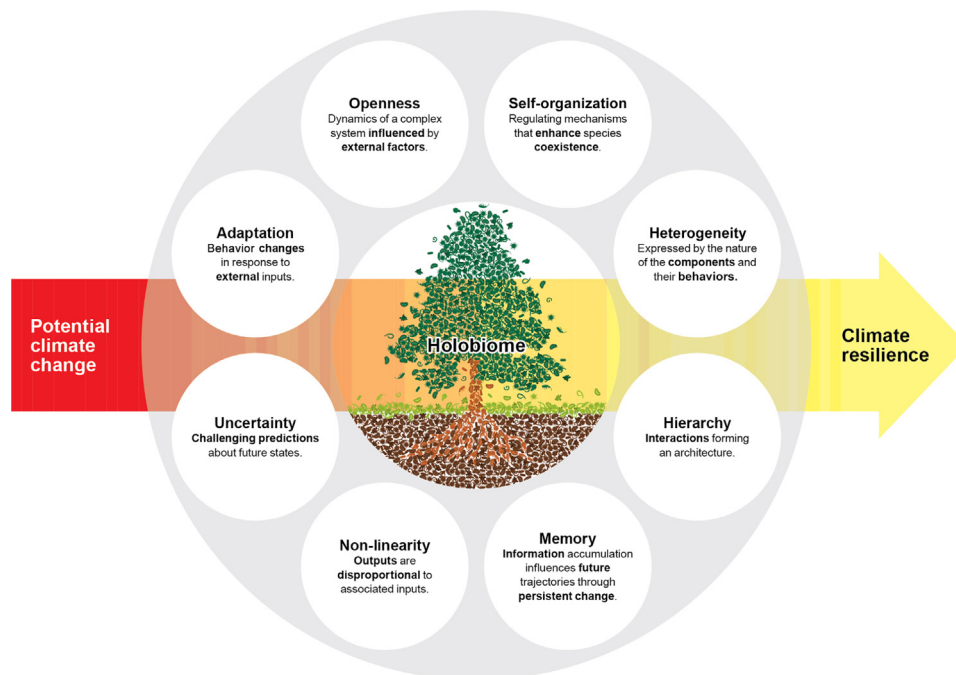 Openness
Dynamics of a complex
system influenced by
external factors.
Self-organization
Regulating mechanisms
that enhance species
coexistence.
Adaptation
Behavior changes
in response to
external inputs.
Heterogeneity
Expressed by the nature
of the components and
their behaviors.
Potential
climate
change
Holobiome
Climate
resilience
Uncertainty
Challenging predictions
about future states.
Hierarchy
Interactions forming
an architecture.
Non-linearity
Outputs are
disproportional to
associated inputs.
Memory
Information accumulation
influences future
trajectories through
persistent change.